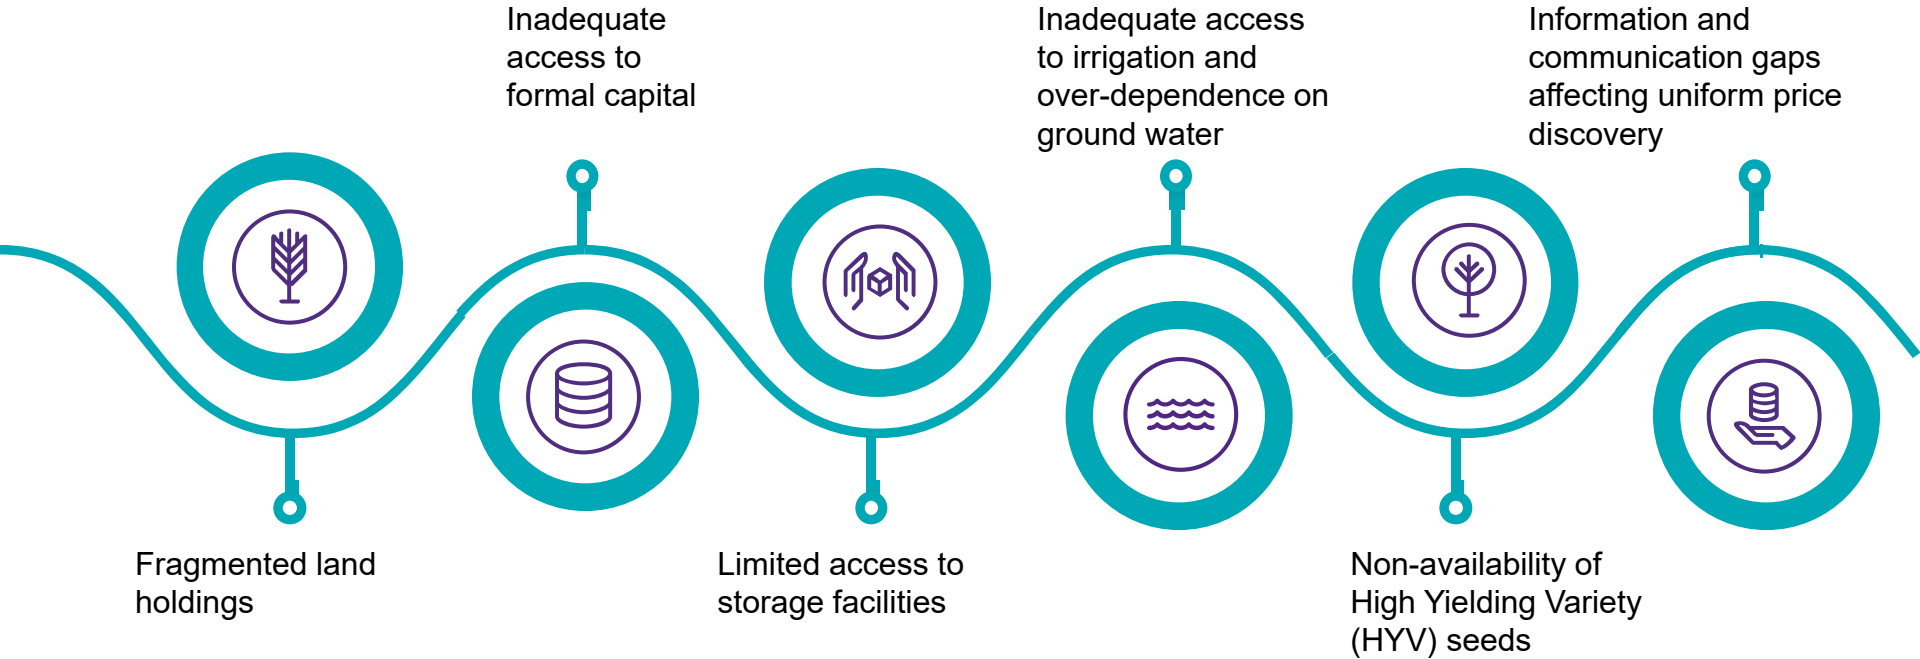 Inadequate
access to
formal capital
Inadequate access
to irrigation and
over-dependence on
ground water
Information and
communication gaps
affecting uniform price
discovery
Fragmented land
holdings
Limited access to
storage facilities
Non-availability of
High Yielding Variety
(HYV) seeds